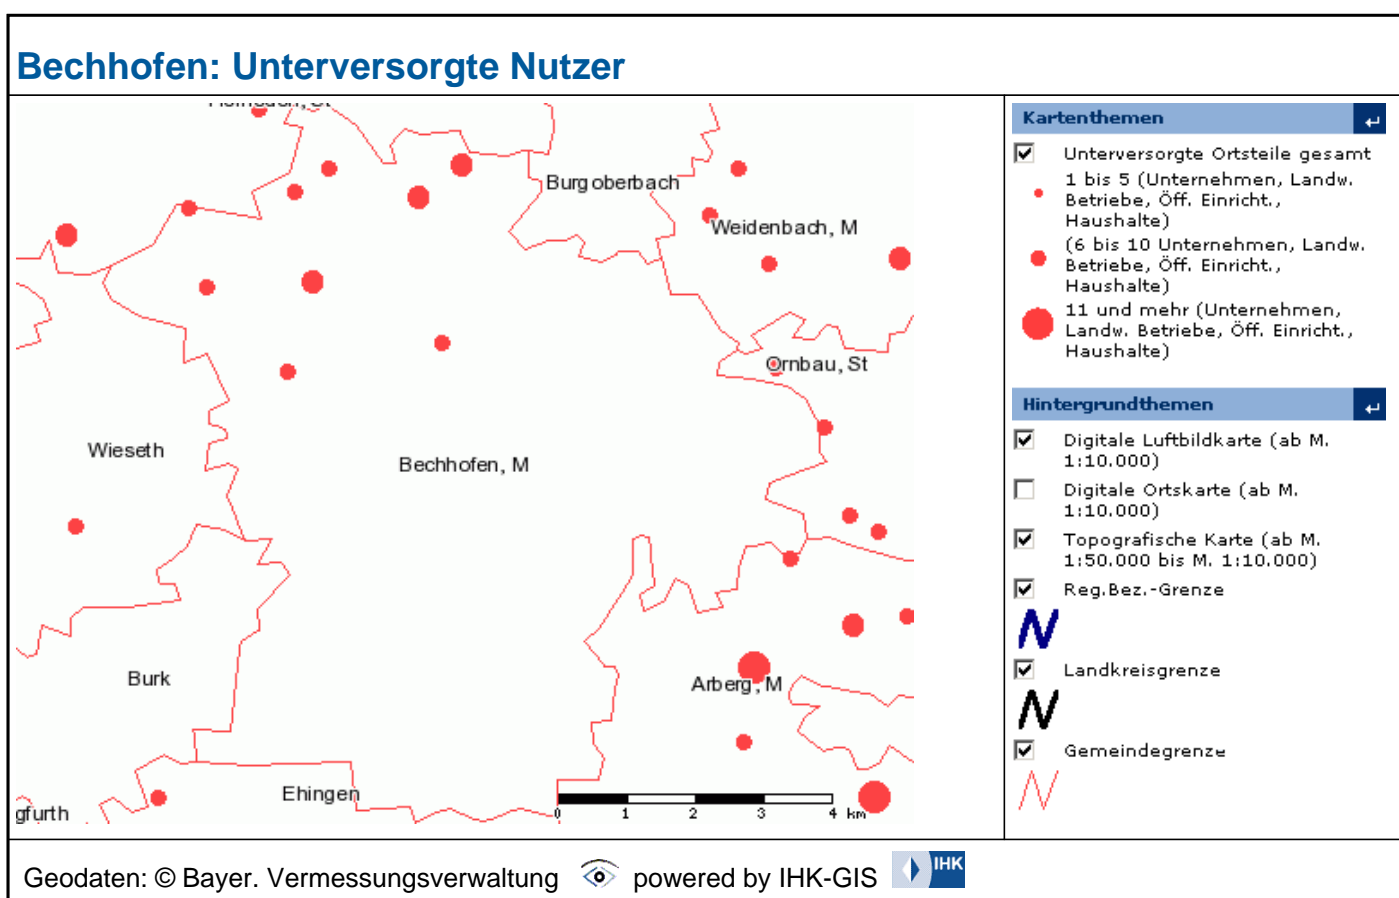 Bechhofen: Unterversorgte Nutzer
Burgoberbach
Weidenbach, M
Ornbau, St
Wieseth
Bechhofen, M
Burk
Arberg, M
Ehingen
gfurth
0 1 2 3 4 km
Kartenthemen
Unterversorgte Ortsteile gesamt
1 bis 5 (Unternehmen, Landw.
Betriebe, Öff. Einricht.,
Haushalte)
(6 bis 10 Unternehmen, Landw.
Betriebe, Öff. Einricht.,
Haushalte)
11 und mehr (Unternehmen,
Landw. Betriebe, Öff. Einricht.,
Haushalte)
Hintergrundthemen
Digitale Luftbildkarte (ab M.
1:10.000)
Digitale Ortskarte (ab M.
1:10.000)
Topografische Karte (ab M.
1:50.000 bis M. 1:10.000)
Reg.Bez.-Grenze
Landkreisgrenze
Gemeindegrenze
Geodaten: © Bayer. Vermessungsverwaltung powered by IHK-GIS IHK